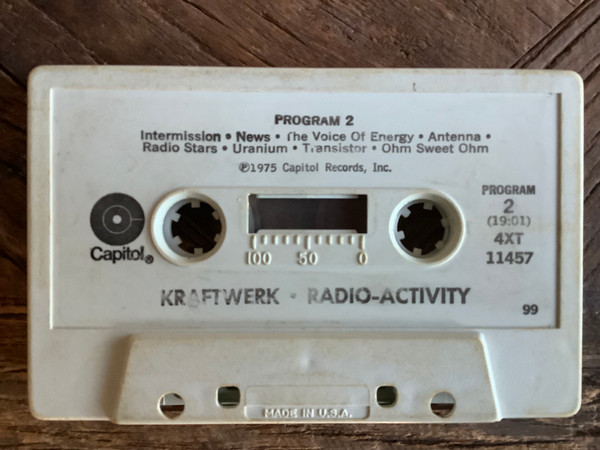 PROGRAM 2
Intermission • News • The Voice Of Energy • Antenna •
Radio Stars • Uranium • Transistor • Ohm Sweet Ohm
℗1975 Capitol Records, Inc.
PROGRAM
2
(19:01)
4XT
11457
Capitol®
100 50 0
KRAFTWERK • RADIO-ACTIVITY
99
MADE IN U.S.A.